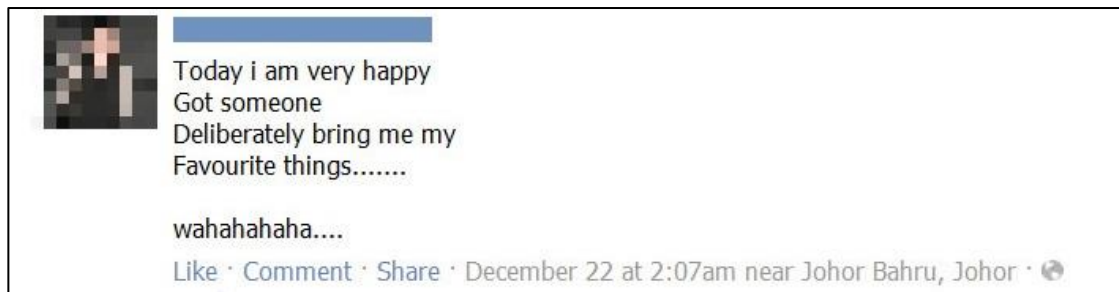 Today i am very happy
Got someone
Deliberately bring me my
Favourite things.......
wahahahaha....
Like · Comment · Share · December 22 at 2:07am near Johor Bahru, Johor ·